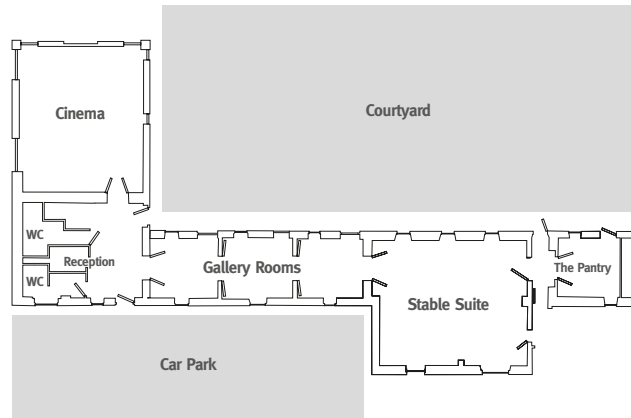 Cinema
Courtyard
WC
Reception
WC
Gallery Rooms
The Pantry
Stable Suite
Car Park